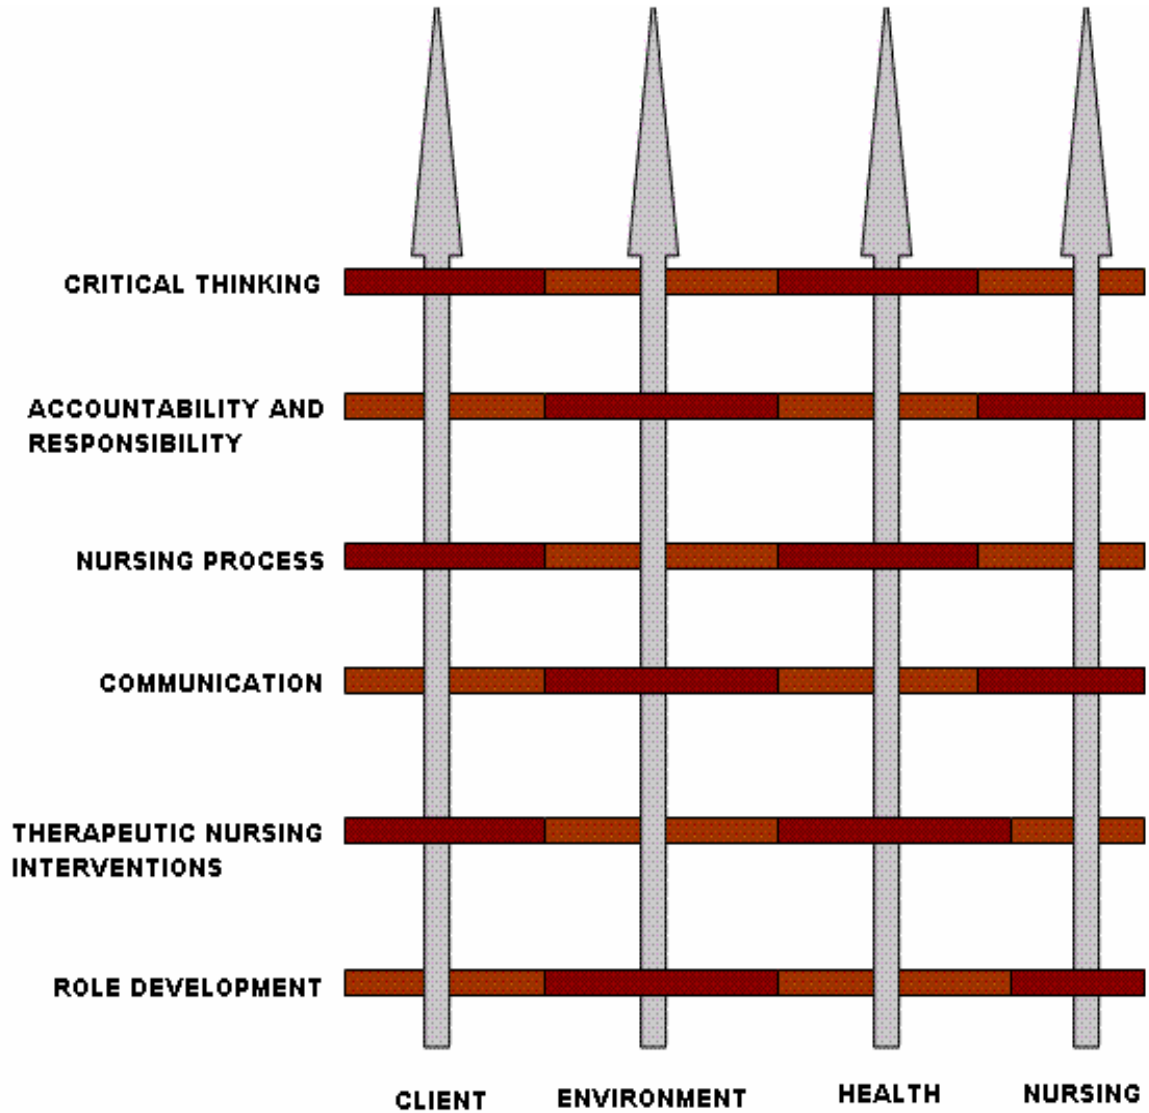 CRITICAL THINKING
ACCOUNTABILITY AND
RESPONSIBILITY
NURSING PROCESS
COMMUNICATION
THERAPEUTIC NURSING
INTERVENTIONS
ROLE DEVELOPMENT
CLIENT
ENVIRONMENT
HEALTH
NURSING